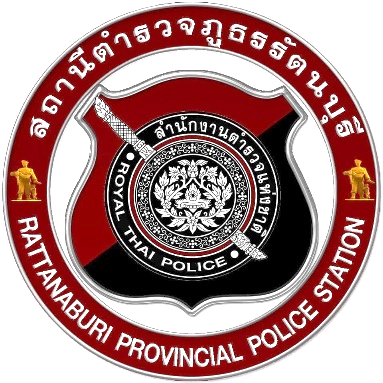 สถานีตำรวจภูธรรัตนบุรี
สำนักงานตำรวจแห่งชาติ
• ROYAL THAI POLICE •
RATTANABURI PROVINCIAL POLICE STATION